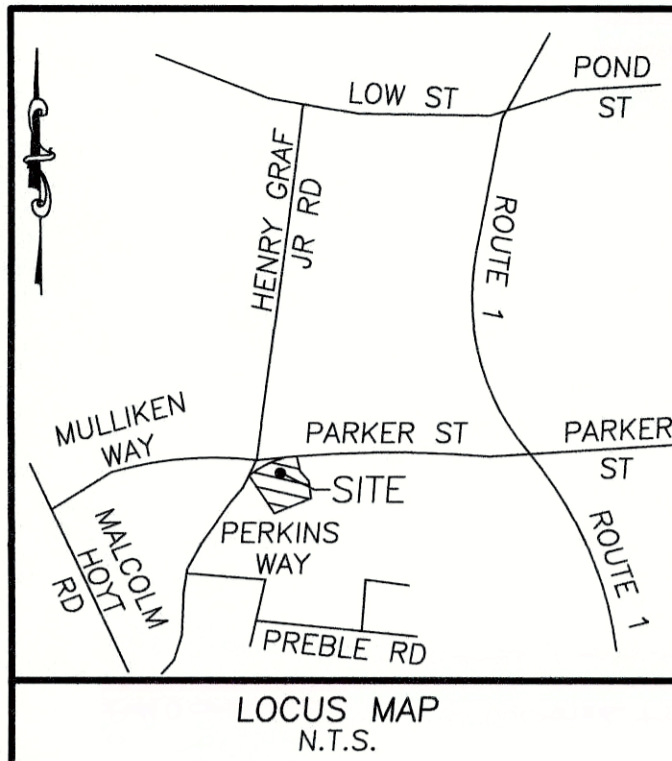 POND
ST
LOW ST
HENRY GRAF
JR RD
ROUTE 1
MULLIKEN
WAY
PARKER ST
PARKER
ST
SITE
PERKINS
WAY
MALCOLM
HOYT
RD
ROUTE 1
PREBLE RD
LOCUS MAP
N.T.S.